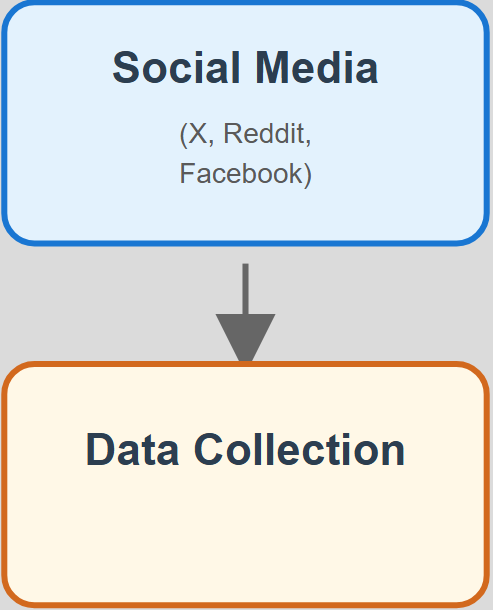 Social Media
(X, Reddit,
Facebook)
Data Collection